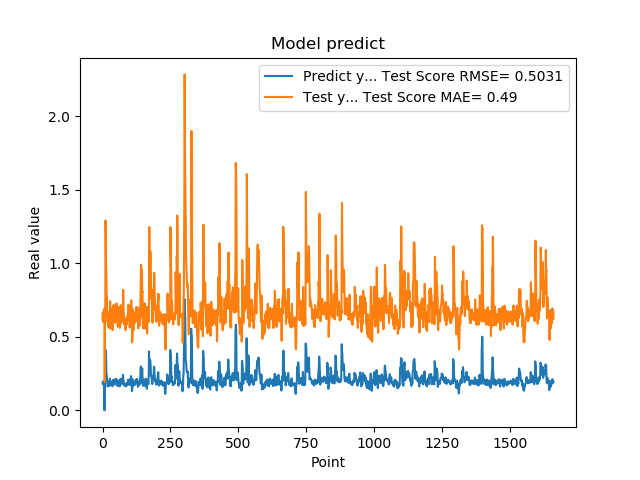 Model predict
Predict y... Test Score RMSE= 0.5031
Test y... Test Score MAE= 0.49
2.0
1.5
1.0
0.5
0.0
Real value
0 250 500 750 1000 1250 1500
Point